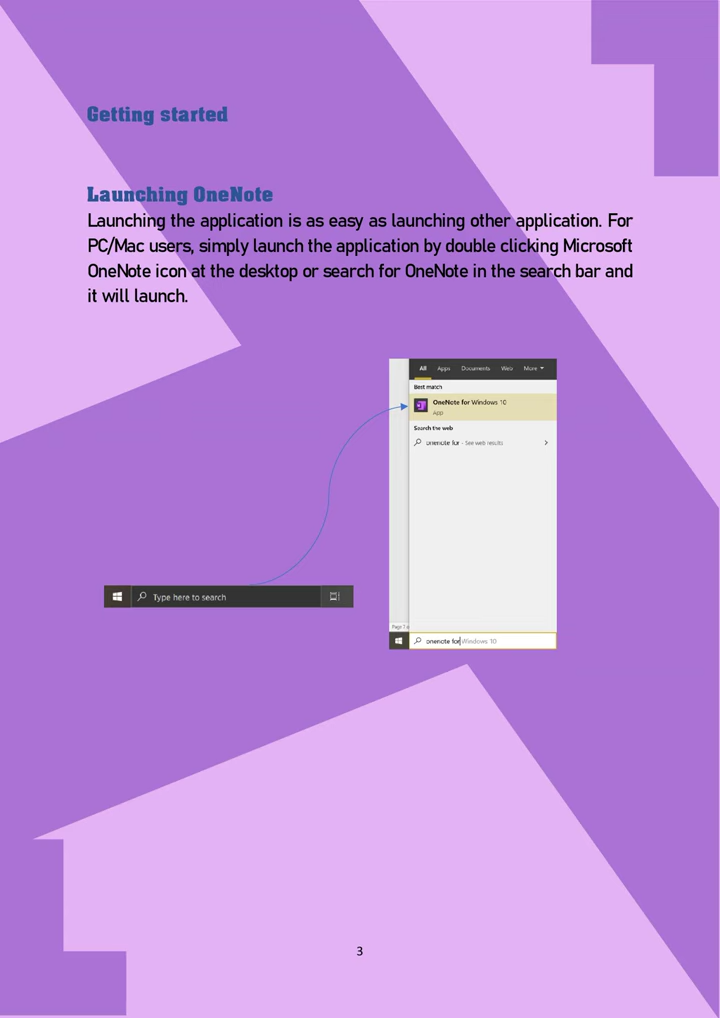 Getting started
Launching OneNote
Launching the application is as easy as launching other application. For
PC/Mac users, simply launch the application by double clicking Microsoft
OneNote icon at the desktop or search for OneNote in the search bar and
it will launch.
All Apps Documents Web More
Best match
OneNote for Windows 10
App
Search the web
onenote for - See web results
Type here to search
Page
onenote for Windows 10
3